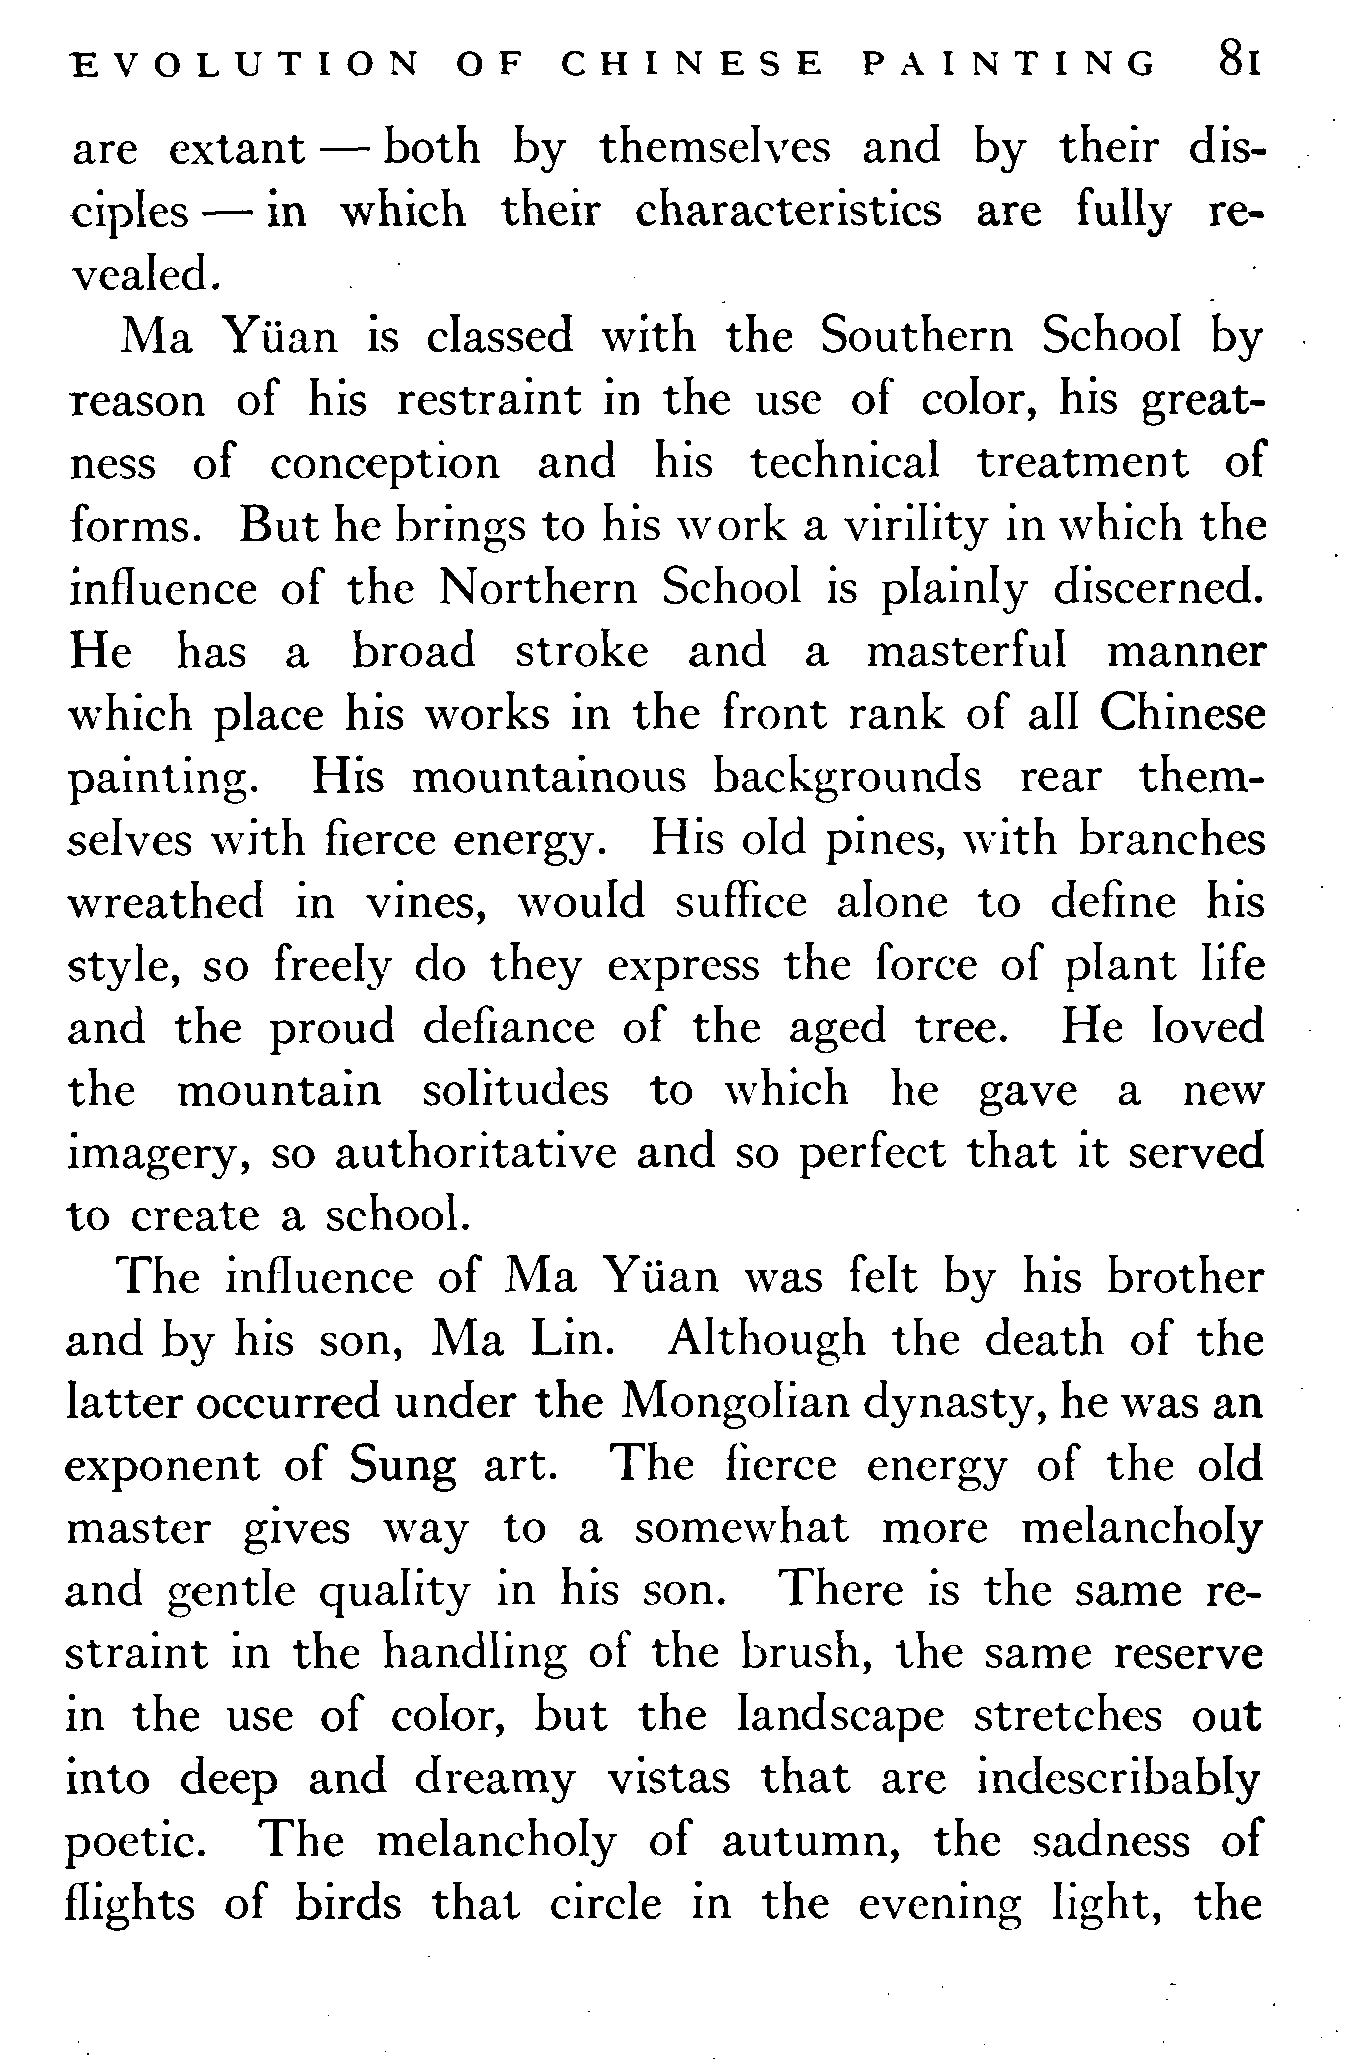 EVOLUTION OF CHINESE PAINTING 81
are extant — both by themselves and by their dis-
ciples — in which their characteristics are fully re-
vealed.
Ma Yüan is classed with the Southern School by
reason of his restraint in the use of color, his great-
ness of conception and his technical treatment of
forms. But he brings to his work a virility in which the
influence of the Northern School is plainly discerned.
He has a broad stroke and a masterful manner
which place his works in the front rank of all Chinese
painting. His mountainous backgrounds rear them-
selves with fierce energy. His old pines, with branches
wreathed in vines, would suffice alone to define his
style, so freely do they express the force of plant life
and the proud defiance of the aged tree. He loved
the mountain solitudes to which he gave a new
imagery, so authoritative and so perfect that it served
to create a school.
The influence of Ma Yüan was felt by his brother
and by his son, Ma Lin. Although the death of the
latter occurred under the Mongolian dynasty, he was an
exponent of Sung art. The fierce energy of the old
master gives way to a somewhat more melancholy
and gentle quality in his son. There is the same re-
straint in the handling of the brush, the same reserve
in the use of color, but the landscape stretches out
into deep and dreamy vistas that are indescribably
poetic. The melancholy of autumn, the sadness of
flights of birds that circle in the evening light, the